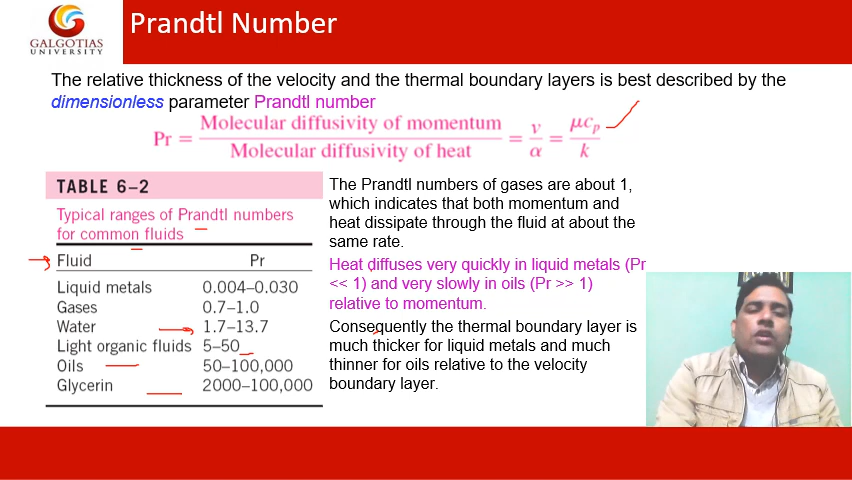 GALGOTIAS
UNIVERSITY
Prandtl Number
The relative thickness of the velocity and the thermal boundary layers is best described by the
dimensionless parameter Prandtl number
Pr = Molecular diffusivity of momentum / Molecular diffusivity of heat = ν / α = μcp / k
TABLE 6–2
Typical ranges of Prandtl numbers
for common fluids
Fluid Pr
Liquid metals 0.004–0.030
Gases 0.7–1.0
Water 1.7–13.7
Light organic fluids 5–50
Oils 50–100,000
Glycerin 2000–100,000
The Prandtl numbers of gases are about 1,
which indicates that both momentum and
heat dissipate through the fluid at about the
same rate.
Heat diffuses very quickly in liquid metals (Pr
<< 1) and very slowly in oils (Pr >> 1)
relative to momentum.
Consequently the thermal boundary layer is
much thicker for liquid metals and much
thinner for oils relative to the velocity
boundary layer.